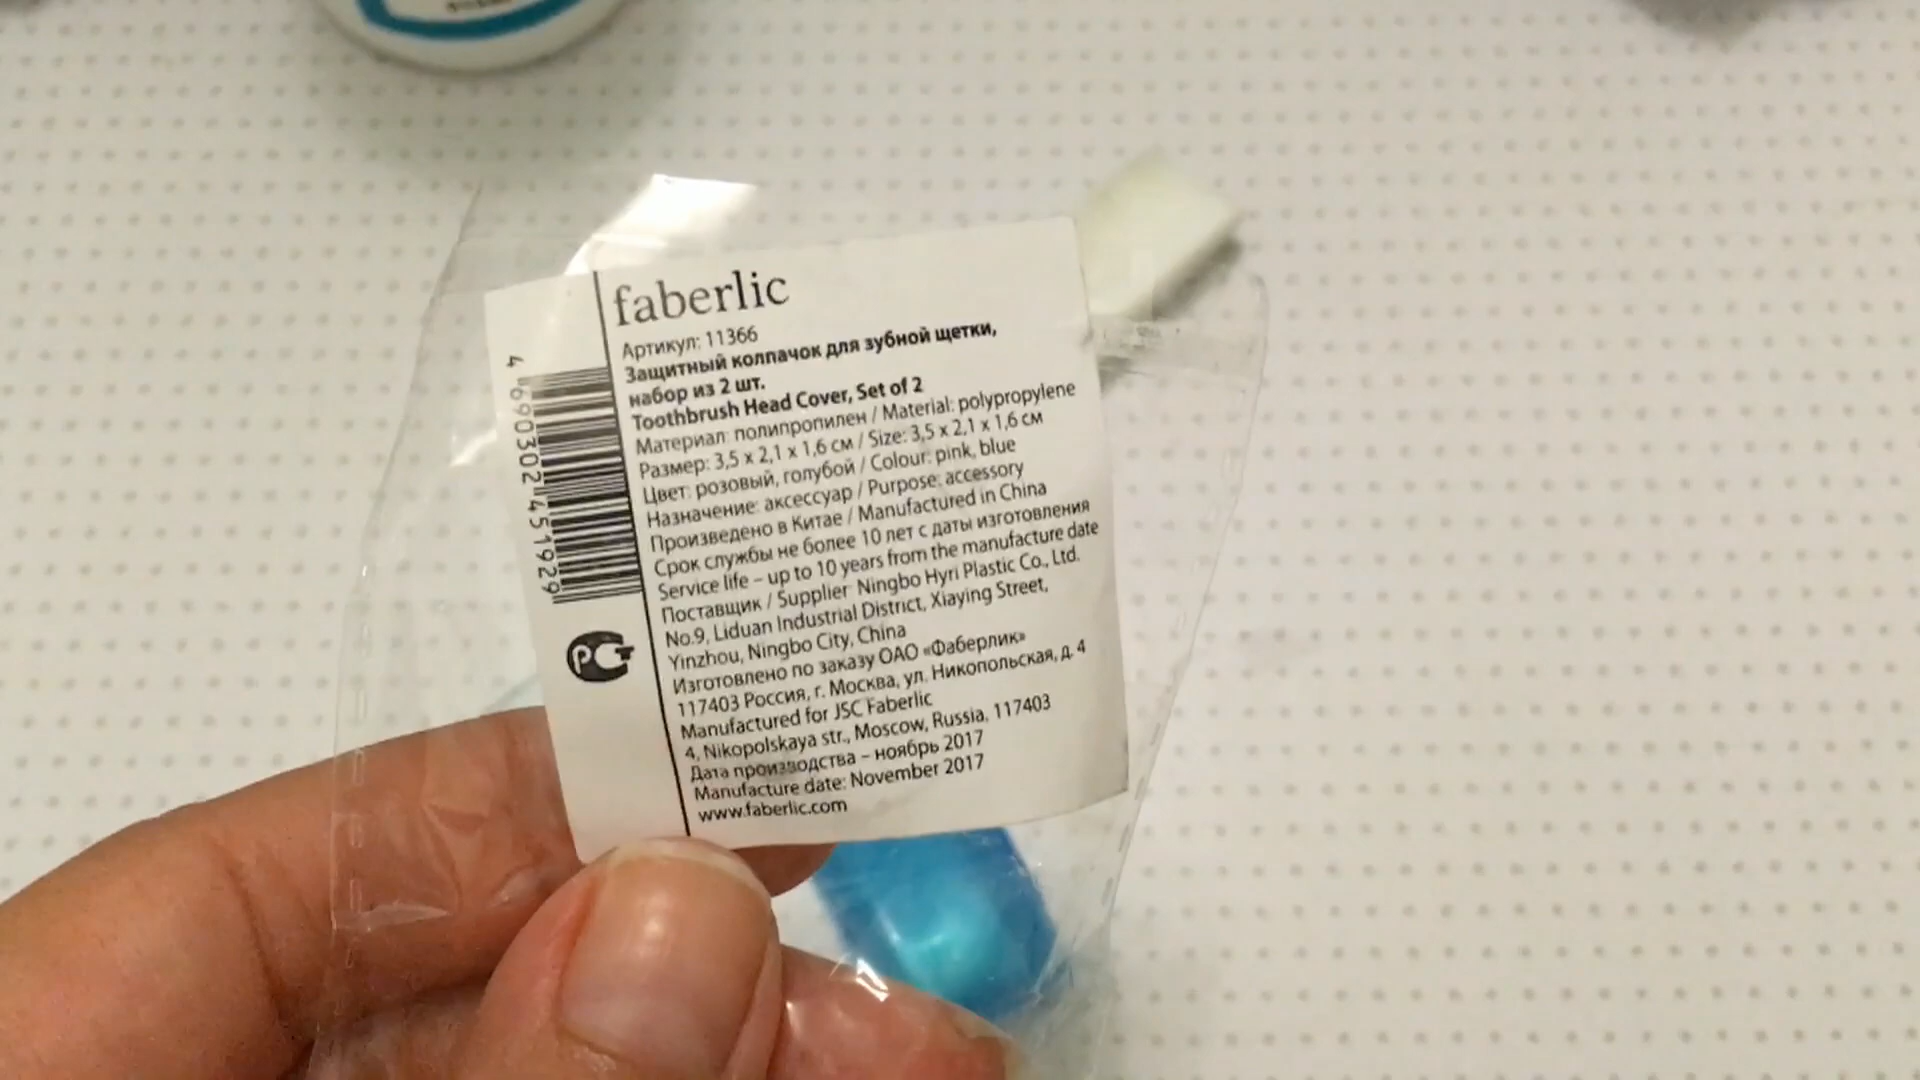 faberlic
Артикул: 11366
Защитный колпачок для зубной щетки,
набор из 2 шт.
Toothbrush Head Cover, Set of 2
Материал: полипропилен / Material: polypropylene
Размер: 3,5 x 2,1 x 1,6 см / Size: 3,5 x 2,1 x 1,6 см
Цвет: розовый, голубой / Colour: pink, blue
Назначение: аксессуар / Purpose: accessory
Произведено в Китае / Manufactured in China
Срок службы не более 10 лет с даты изготовления
Service life – up to 10 years from the manufacture date
Поставщик / Supplier Ningbo Hyri Plastic Co., Ltd.
No.9, Liduan Industrial District, Xiaying Street,
Yinzhou, Ningbo City, China
Изготовлено по заказу ОАО «Фаберлик»
117403 Россия, г. Москва, ул. Никопольская, д. 4
Manufactured for JSC Faberlic
4, Nikopolskaya str., Moscow, Russia, 117403
Дата производства – ноябрь 2017
Manufacture date: November 2017
www.faberlic.com
4 690302 451929
РСТ